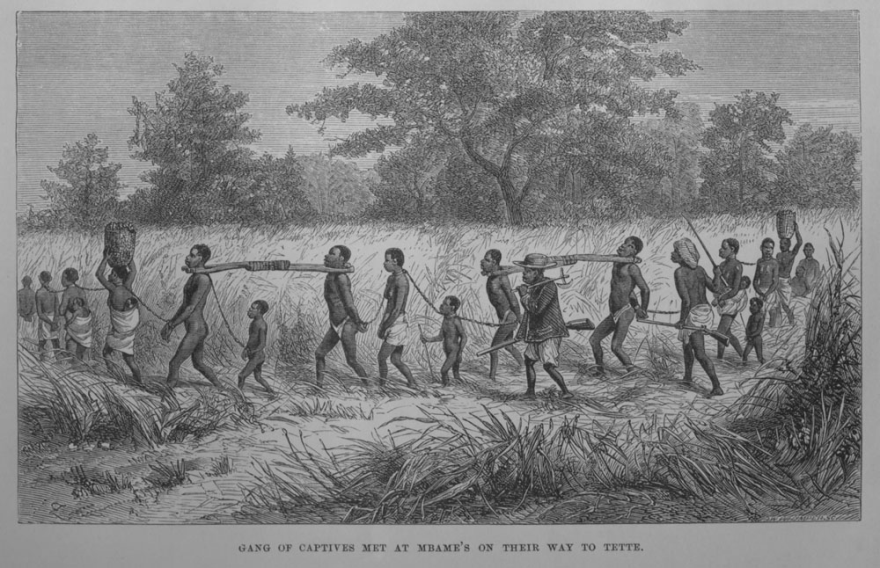 GANG OF CAPTIVES MET AT MBAME'S ON THEIR WAY TO TETTE.